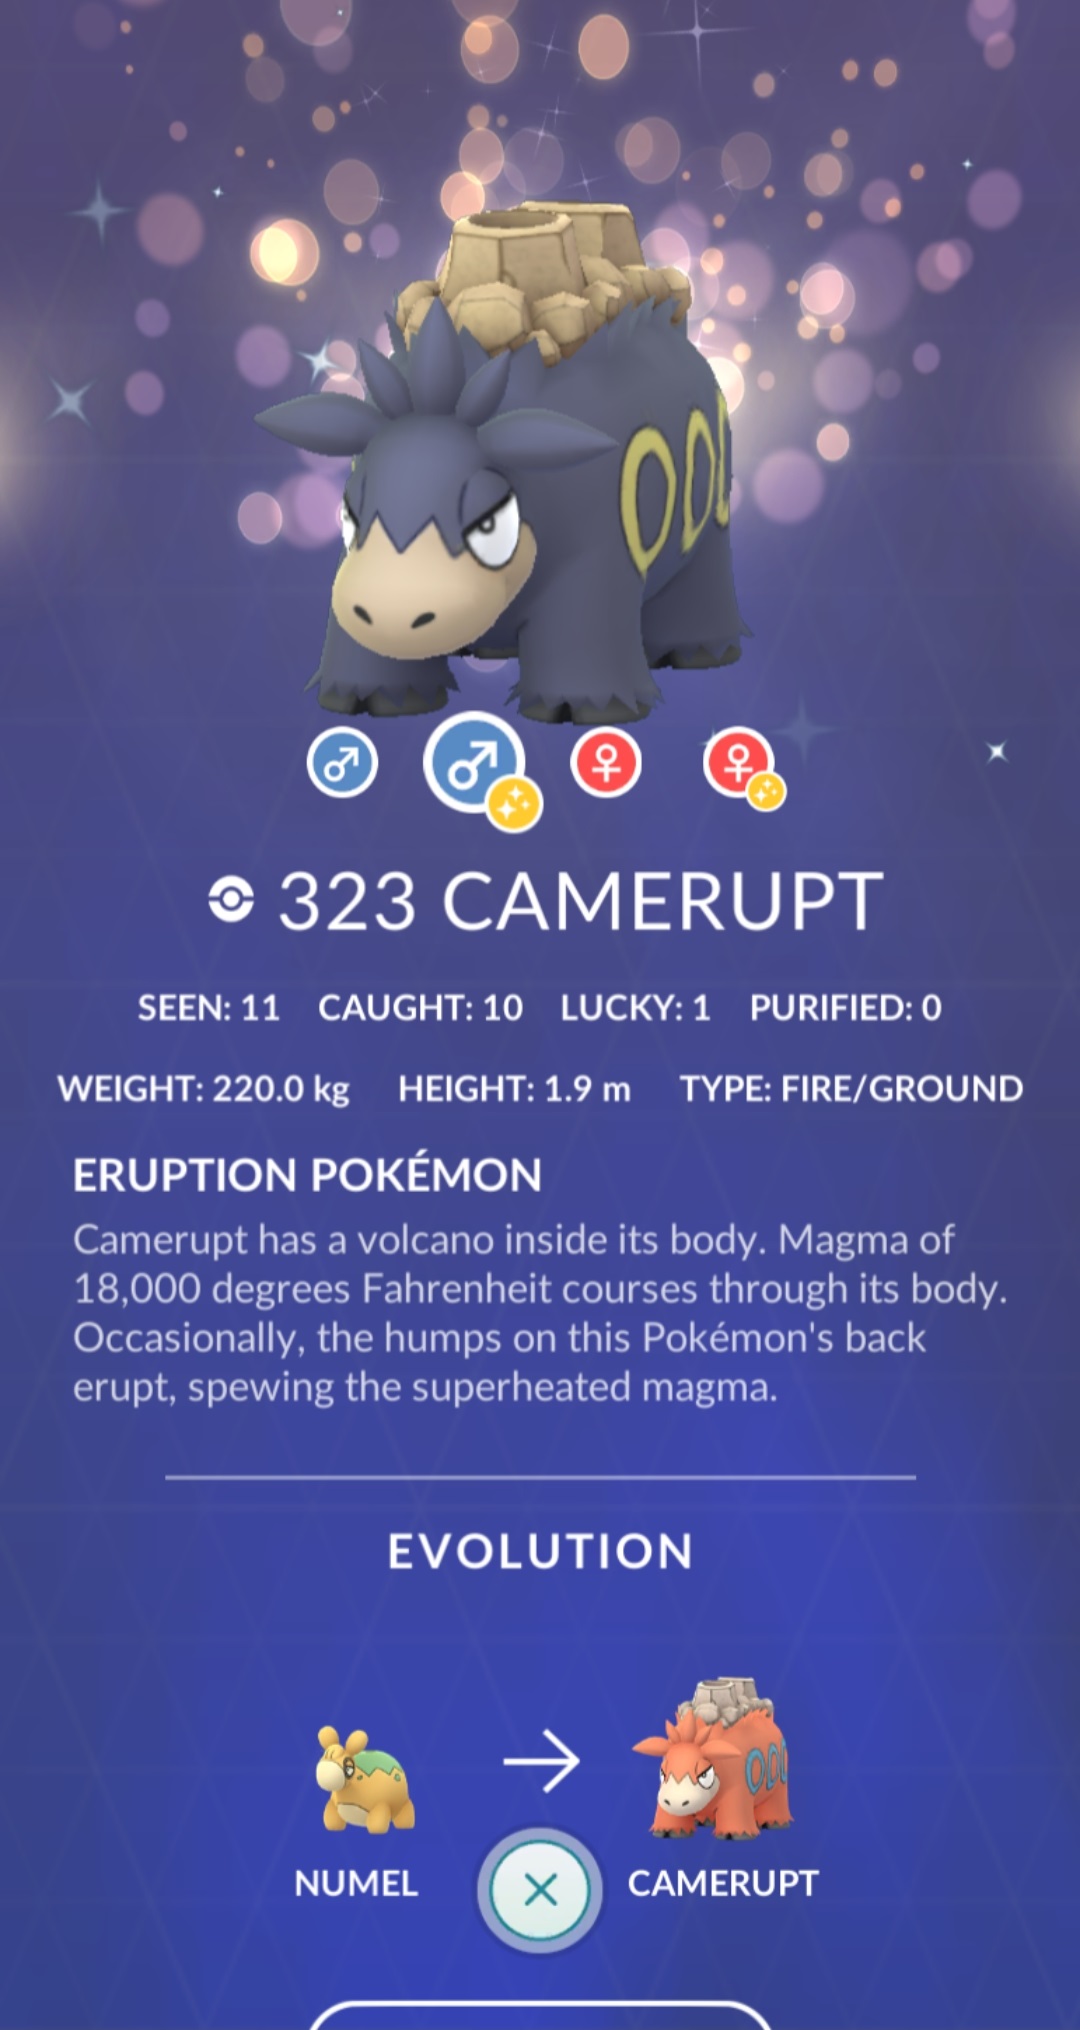 323 CAMERUPT
SEEN: 11 CAUGHT: 10 LUCKY: 1 PURIFIED: 0
WEIGHT: 220.0 kg HEIGHT: 1.9 m TYPE: FIRE/GROUND
ERUPTION POKÉMON
Camerupt has a volcano inside its body. Magma of
18,000 degrees Fahrenheit courses through its body.
Occasionally, the humps on this Pokémon's back
erupt, spewing the superheated magma.
EVOLUTION
NUMEL CAMERUPT